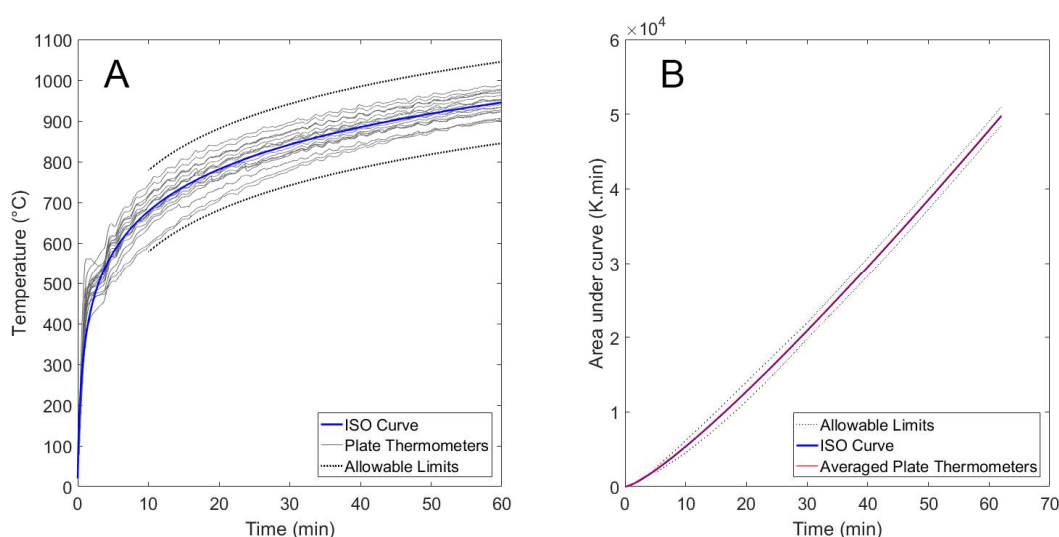 A
Temperature (°C)
1100
1000
900
800
700
600
500
400
300
200
100
0
0 10 20 30 40 50 60
Time (min)
ISO Curve
Plate Thermometers
Allowable Limits
B
×10⁴
Area under curve (K.min)
6
5
4
3
2
1
0
0 10 20 30 40 50 60 70
Time (min)
Allowable Limits
ISO Curve
Averaged Plate Thermometers